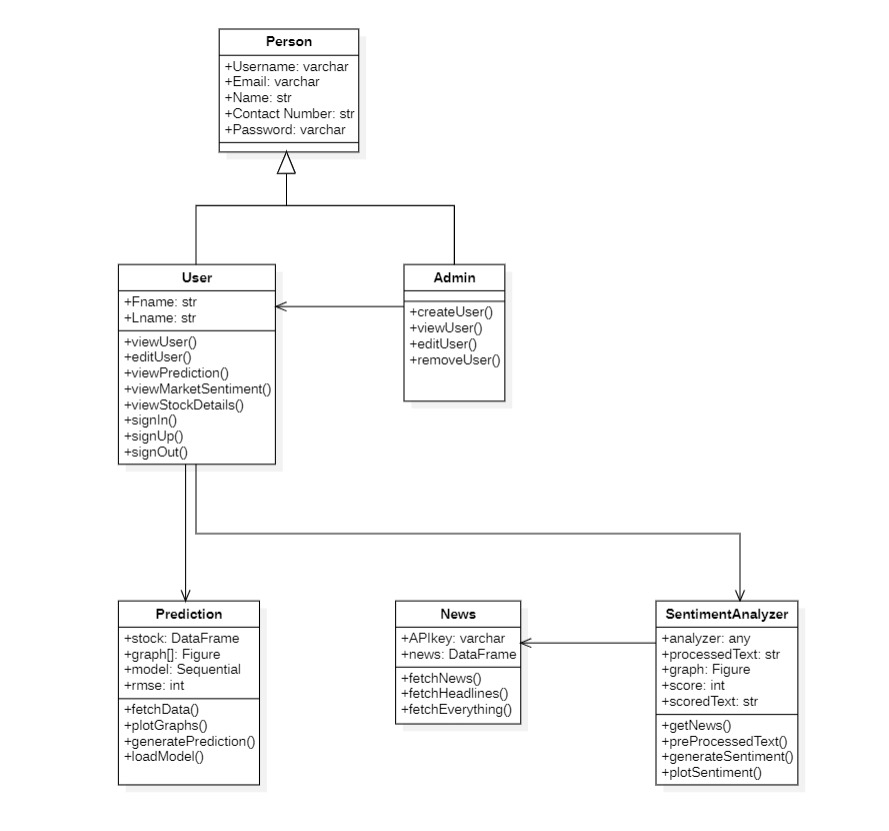 Person
+Username: varchar
+Email: varchar
+Name: str
+Contact Number: str
+Password: varchar
User
+Fname: str
+Lname: str
+viewUser()
+editUser()
+viewPrediction()
+viewMarketSentiment()
+viewStockDetails()
+signIn()
+signUp()
+signOut()
Admin
+createUser()
+viewUser()
+editUser()
+removeUser()
Prediction
+stock: DataFrame
+graph[]: Figure
+model: Sequential
+rmse: int
+fetchData()
+plotGraphs()
+generatePrediction()
+loadModel()
News
+APIkey: varchar
+news: DataFrame
+fetchNews()
+fetchHeadlines()
+fetchEverything()
SentimentAnalyzer
+analyzer: any
+processedText: str
+graph: Figure
+score: int
+scoredText: str
+getNews()
+preProcessedText()
+generateSentiment()
+plotSentiment()